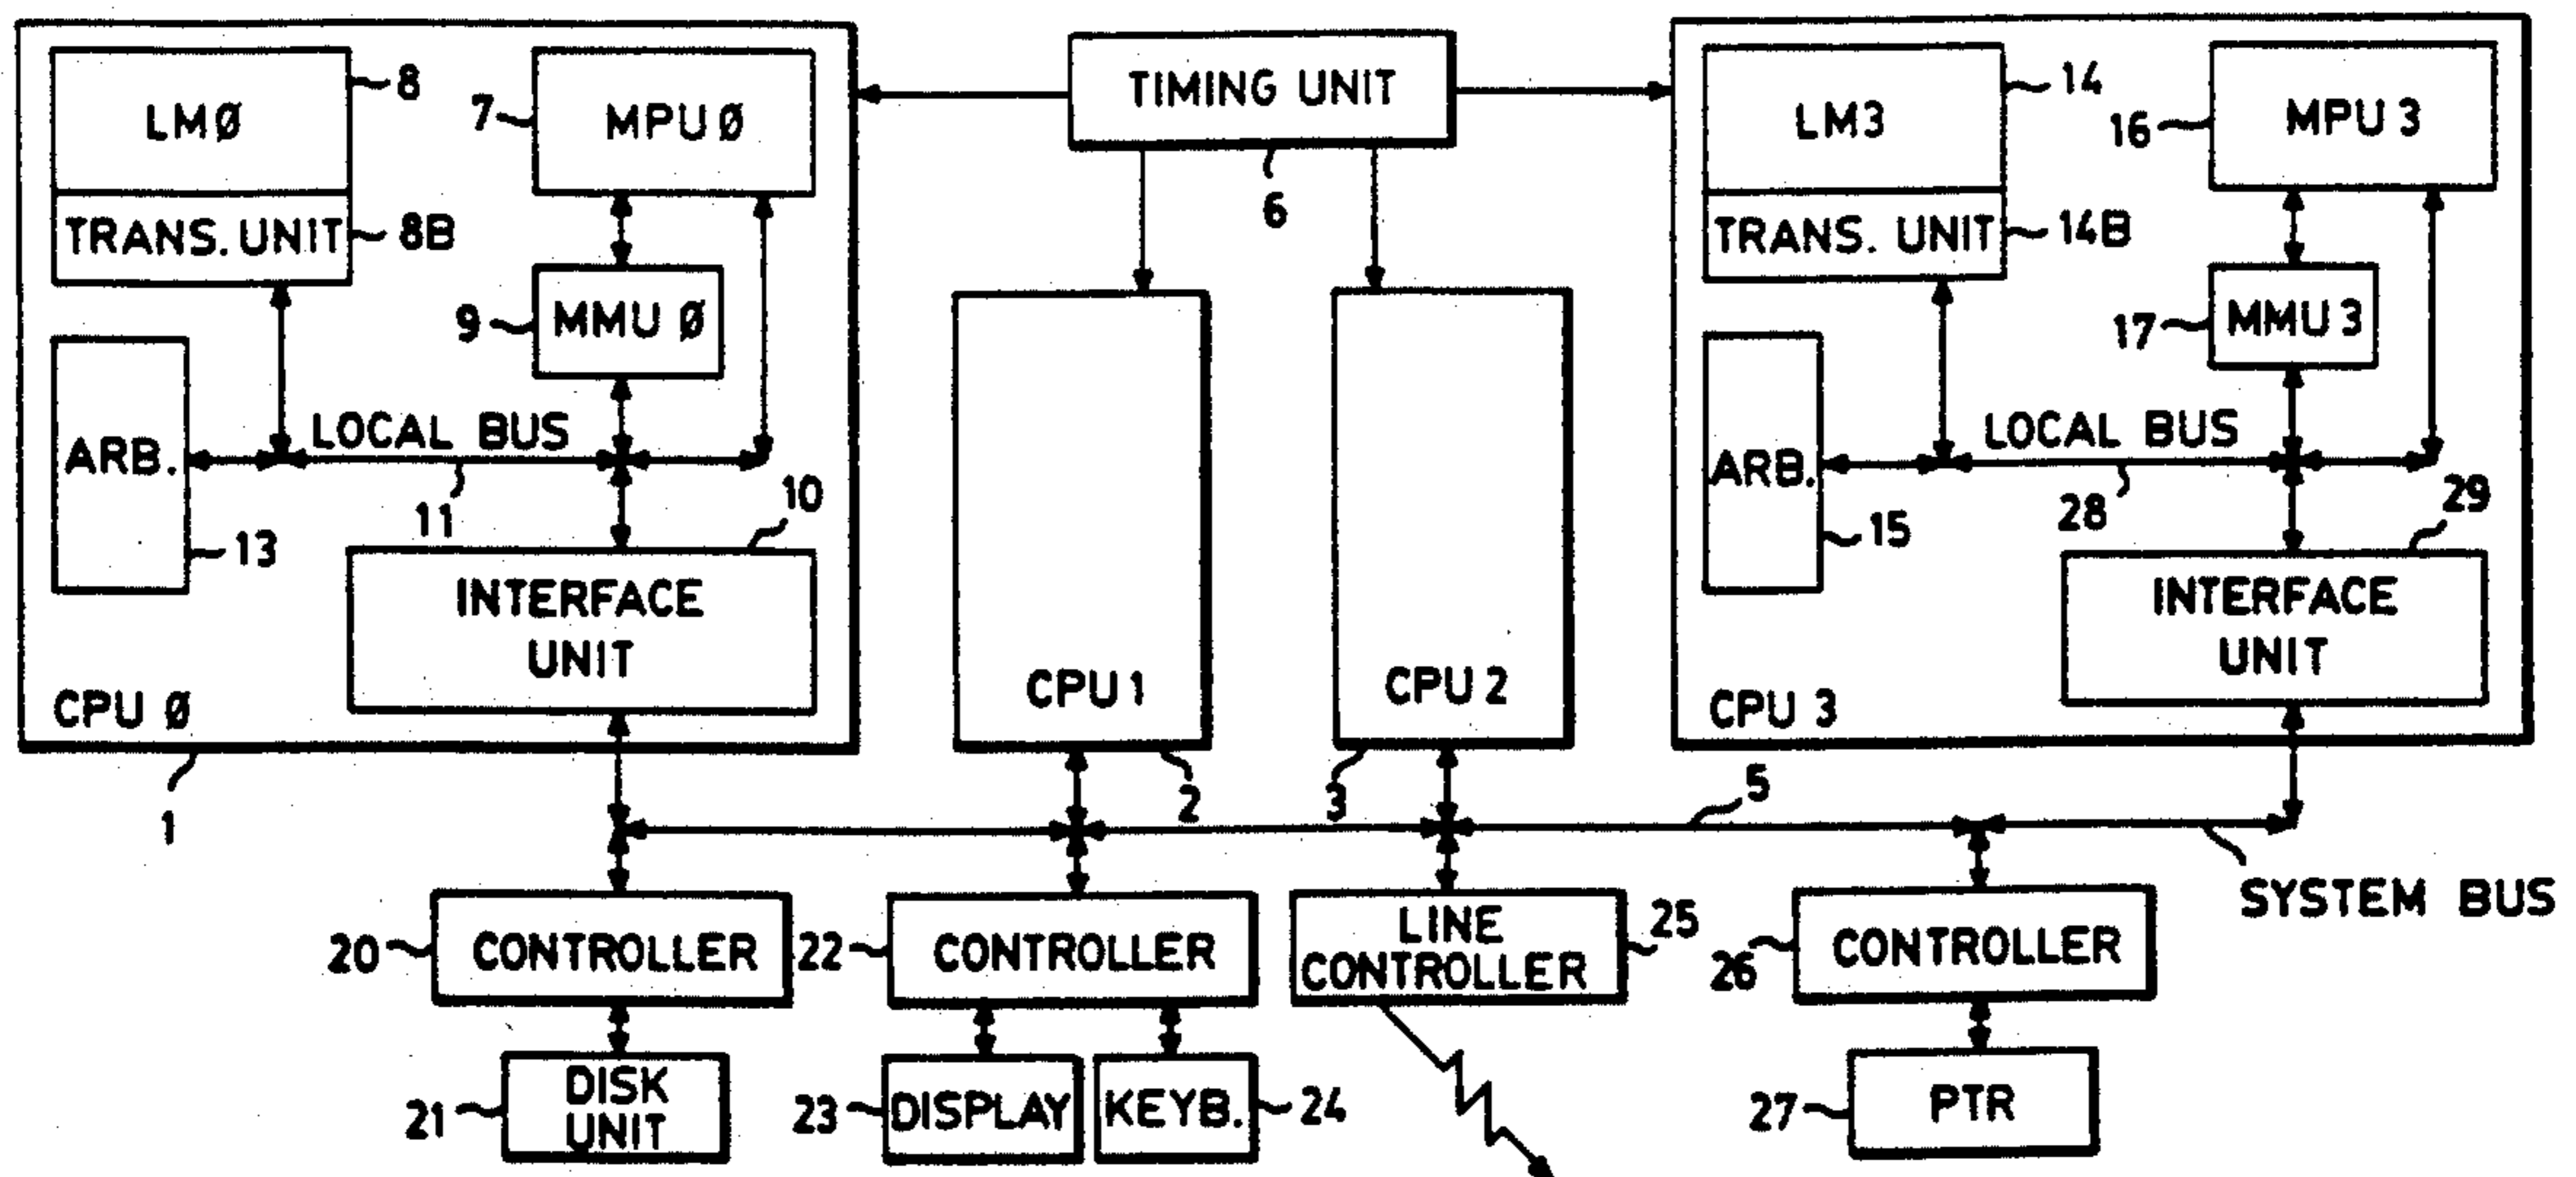 LMØ
8
TRANS. UNIT
8B
7
MPU Ø
9
MMU Ø
ARB.
13
LOCAL BUS
11
10
INTERFACE
UNIT
CPU Ø
1
TIMING UNIT
6
CPU 1
2
CPU 2
3
LM3
14
TRANS. UNIT
14B
16
MPU 3
17
MMU 3
ARB.
15
LOCAL BUS
28
29
INTERFACE
UNIT
CPU 3
5
SYSTEM BUS
20
CONTROLLER
21
DISK
UNIT
22
CONTROLLER
23
DISPLAY
KEYB.
24
LINE
CONTROLLER
25
26
CONTROLLER
27
PTR